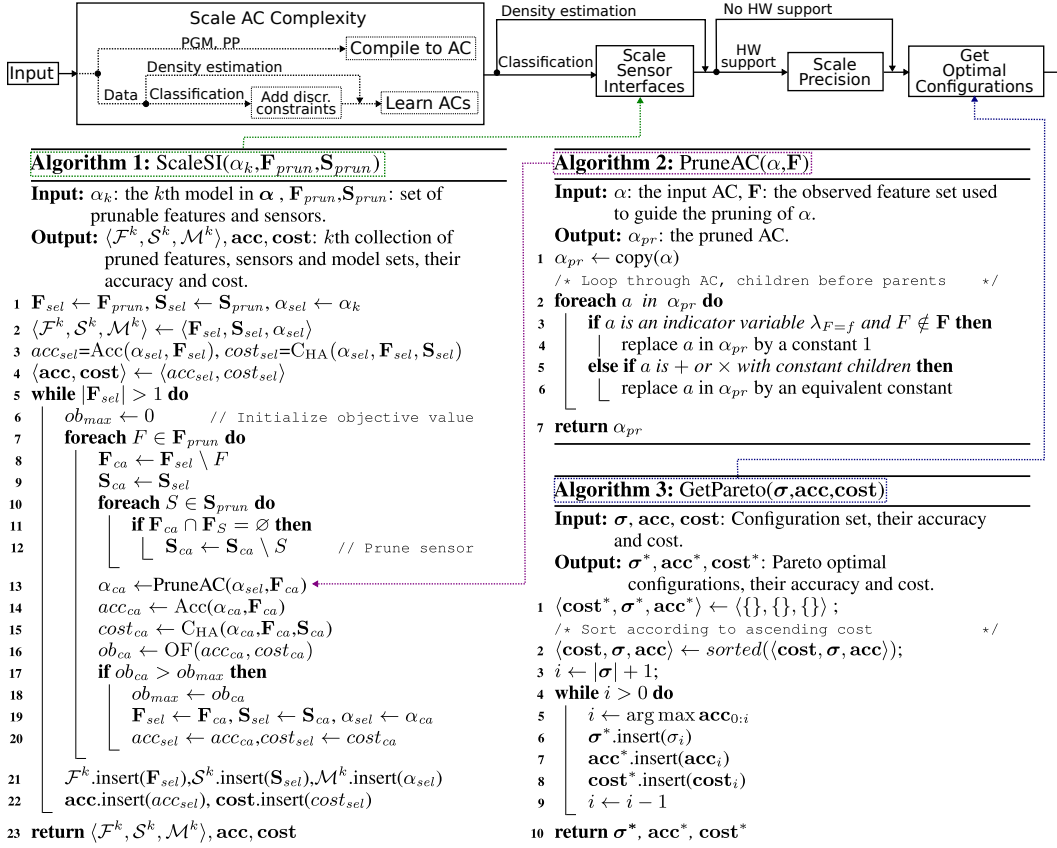 Input
Scale AC Complexity
PGM, PP
Compile to AC
Density estimation
Data
Classification
Add discr.
constraints
Learn ACs
Density estimation
Classification
Scale
Sensor
Interfaces
No HW support
HW
support
Scale
Precision
Get
Optimal
Configurations
Algorithm 1: ScaleSI(α_k,F_prun,S_prun)
Input: α_k: the kth model in α , F_prun,S_prun: set of
prunable features and sensors.
Output: ⟨F^k, S^k, M^k⟩, acc, cost: kth collection of
pruned features, sensors and model sets, their
accuracy and cost.
1 F_sel ← F_prun, S_sel ← S_prun, α_sel ← α_k
2 ⟨F^k, S^k, M^k⟩ ← ⟨F_sel, S_sel, α_sel⟩
3 acc_sel=Acc(α_sel, F_sel), cost_sel=C_HA(α_sel, F_sel, S_sel)
4 ⟨acc, cost⟩ ← ⟨acc_sel, cost_sel⟩
5 while |F_sel| > 1 do
6 ob_max ← 0 // Initialize objective value
7 foreach F ∈ F_prun do
8 F_ca ← F_sel \ F
9 S_ca ← S_sel
10 foreach S ∈ S_prun do
11 if F_ca ∩ F_S = ∅ then
12 S_ca ← S_ca \ S // Prune sensor
13 α_ca ←PruneAC(α_sel,F_ca)
14 acc_ca ← Acc(α_ca,F_ca)
15 cost_ca ← C_HA(α_ca,F_ca,S_ca)
16 ob_ca ← OF(acc_ca, cost_ca)
17 if ob_ca > ob_max then
18 ob_max ← ob_ca
19 F_sel ← F_ca, S_sel ← S_ca, α_sel ← α_ca
20 acc_sel ← acc_ca,cost_sel ← cost_ca
21 F^k.insert(F_sel),S^k.insert(S_sel),M^k.insert(α_sel)
22 acc.insert(acc_sel), cost.insert(cost_sel)
23 return ⟨F^k, S^k, M^k⟩, acc, cost
Algorithm 2: PruneAC(α,F)
Input: α: the input AC, F: the observed feature set used
to guide the pruning of α.
Output: α_pr: the pruned AC.
1 α_pr ← copy(α)
/* Loop through AC, children before parents */
2 foreach a in α_pr do
3 if a is an indicator variable λ_F=f and F ∉ F then
4 replace a in α_pr by a constant 1
5 else if a is + or × with constant children then
6 replace a in α_pr by an equivalent constant
7 return α_pr
Algorithm 3: GetPareto(σ,acc,cost)
Input: σ, acc, cost: Configuration set, their accuracy
and cost.
Output: σ*, acc*, cost*: Pareto optimal
configurations, their accuracy and cost.
1 ⟨cost*, σ*, acc*⟩ ← ⟨{}, {}, {}⟩ ;
/* Sort according to ascending cost */
2 ⟨cost, σ, acc⟩ ← sorted(⟨cost, σ, acc⟩);
3 i ← |σ| + 1;
4 while i > 0 do
5 i ← arg max acc_0:i
6 σ*.insert(σ_i)
7 acc*.insert(acc_i)
8 cost*.insert(cost_i)
9 i ← i − 1
10 return σ*, acc*, cost*